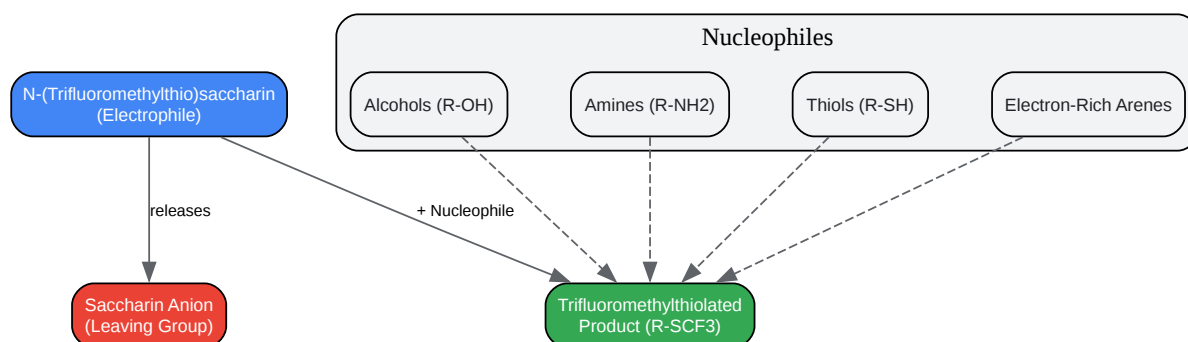 Nucleophiles
N-(Trifluoromethylthio)saccharin
(Electrophile)
Alcohols (R-OH)
Amines (R-NH2)
Thiols (R-SH)
Electron-Rich Arenes
releases
+ Nucleophile
Saccharin Anion
(Leaving Group)
Trifluoromethylthiolated
Product (R-SCF3)